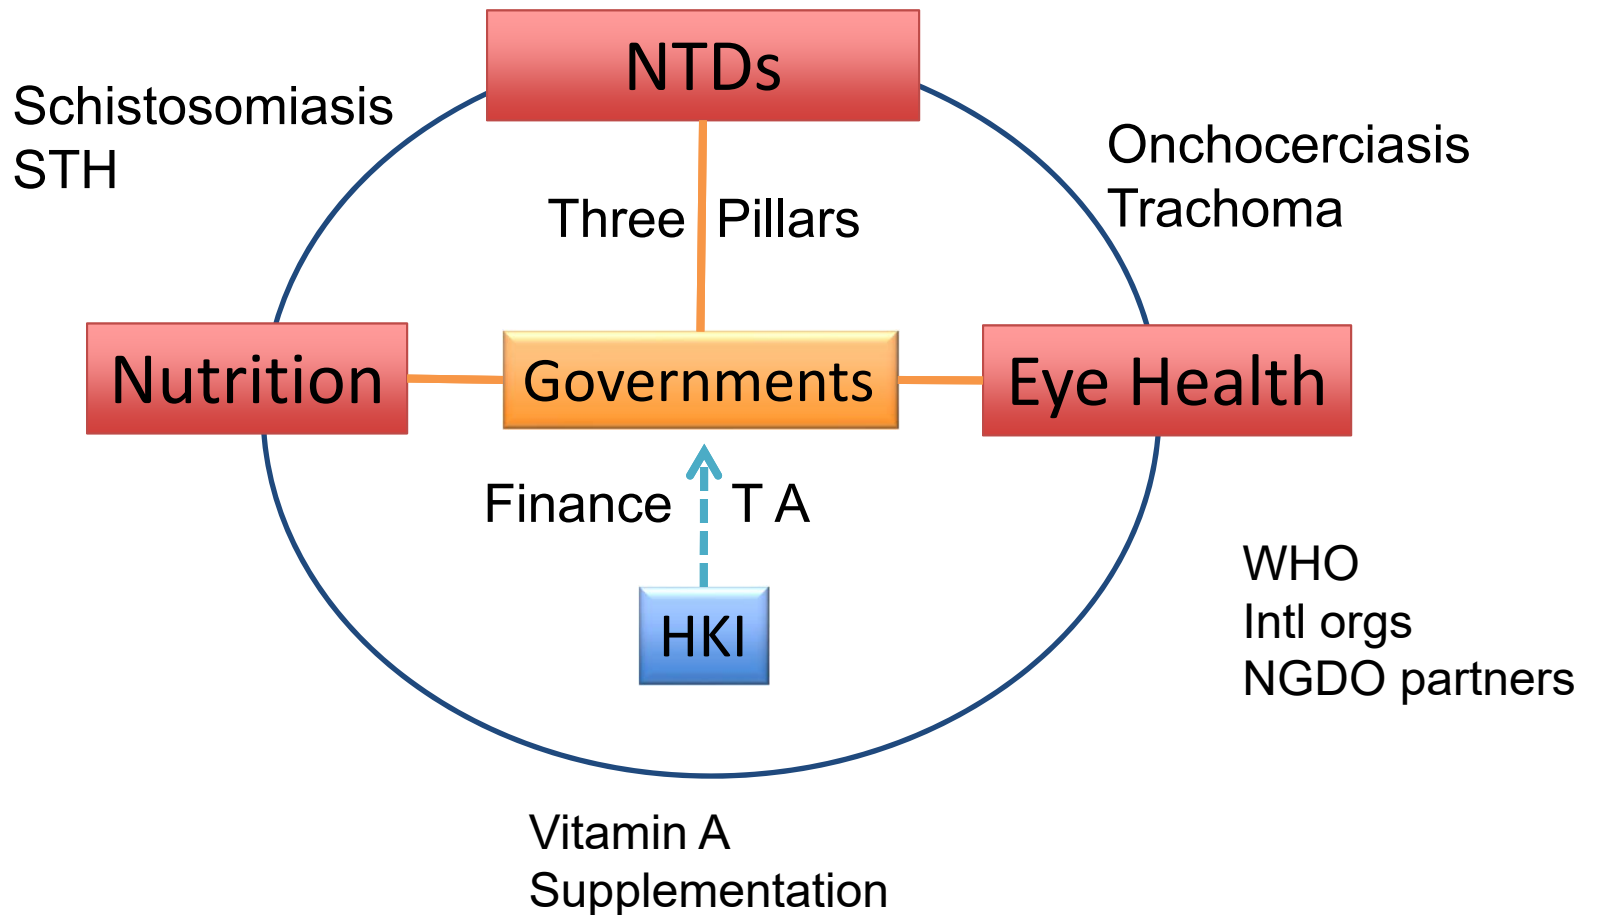 NTDs
Schistosomiasis
STH
Onchocerciasis
Trachoma
Three Pillars
Nutrition
Governments
Eye Health
Finance T A
HKI
WHO
Intl orgs
NGDO partners
Vitamin A
Supplementation